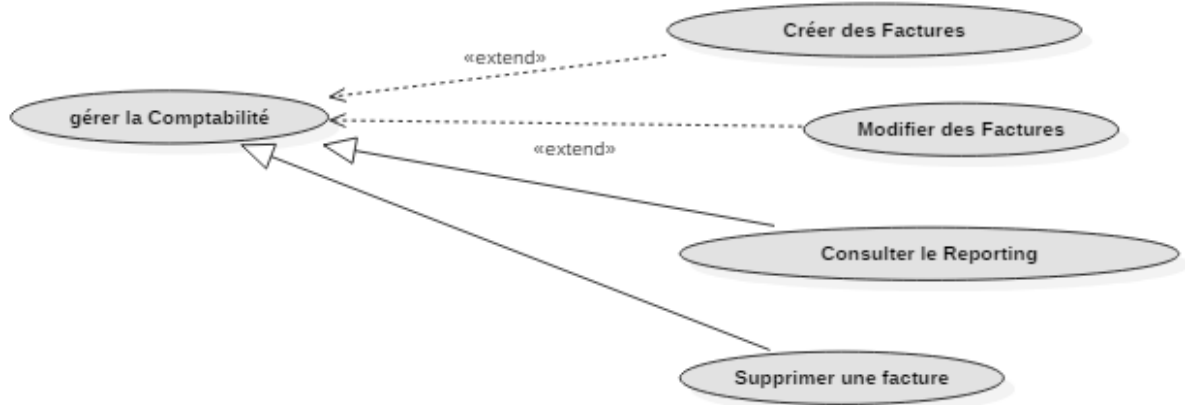 Créer des Factures
«extend»
gérer la Comptabilité
Modifier des Factures
«extend»
Consulter le Reporting
Supprimer une facture